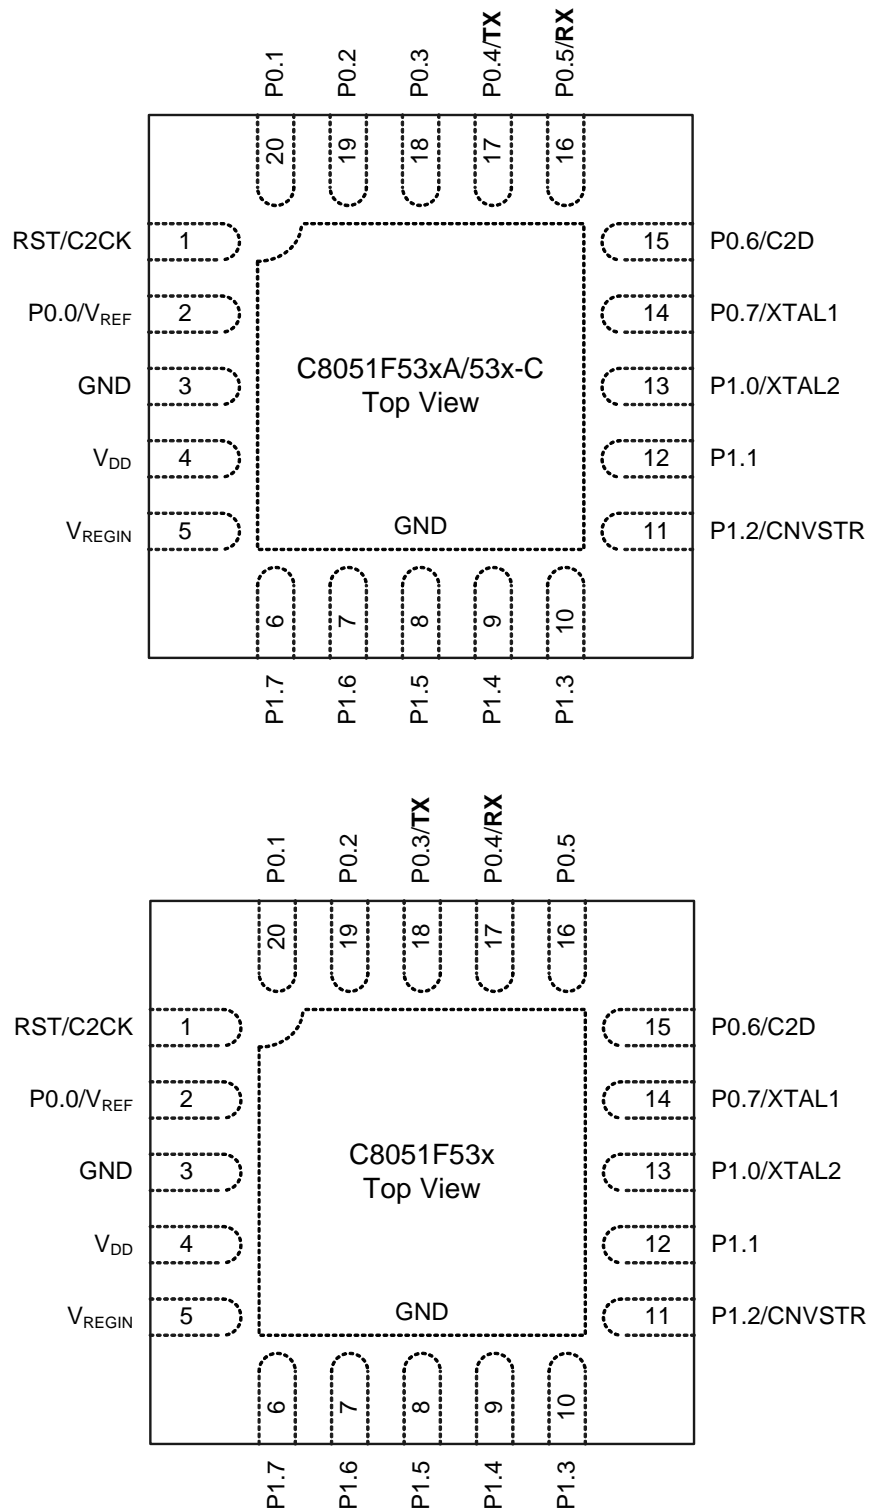 P0.1
P0.2
P0.3
P0.4/TX
P0.5/RX
20
19
18
17
16
RST/C2CK
1
15
P0.6/C2D
P0.0/VREF
2
14
P0.7/XTAL1
GND
3
C8051F53xA/53x-C
Top View
13
P1.0/XTAL2
VDD
4
12
P1.1
VREGIN
5
GND
11
P1.2/CNVSTR
6
7
8
9
10
P1.7
P1.6
P1.5
P1.4
P1.3
P0.1
P0.2
P0.3/TX
P0.4/RX
P0.5
20
19
18
17
16
RST/C2CK
1
15
P0.6/C2D
P0.0/VREF
2
14
P0.7/XTAL1
GND
3
C8051F53x
Top View
13
P1.0/XTAL2
VDD
4
12
P1.1
VREGIN
5
GND
11
P1.2/CNVSTR
6
7
8
9
10
P1.7
P1.6
P1.5
P1.4
P1.3